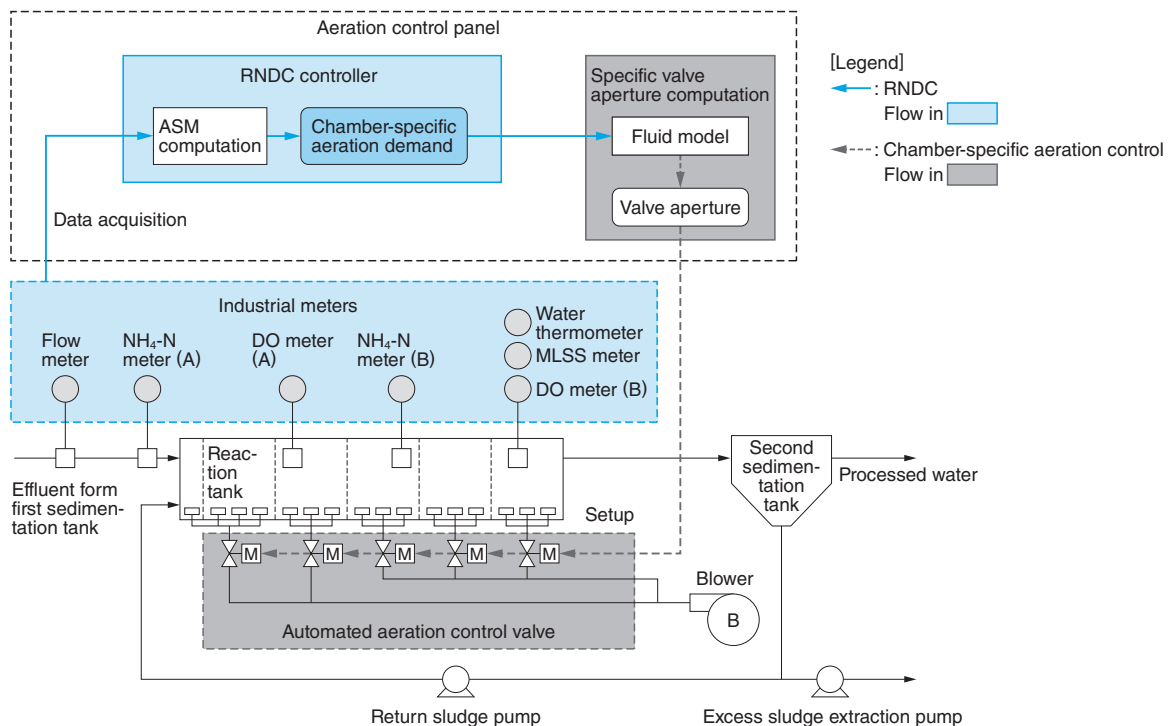 Aeration control panel
RNDC controller
ASM
computation
Chamber-specific
aeration demand
Specific valve
aperture computation
Fluid model
Valve aperture
[Legend]
: RNDC
Flow in
: Chamber-specific aeration control
Flow in
Data acquisition
Industrial meters
Flow
meter
NH₄-N
meter (A)
DO meter
(A)
NH₄-N
meter (B)
Water
thermometer
MLSS meter
DO meter (B)
Reac-
tion
tank
Effluent form
first sedimen-
tation tank
Second
sedimen-
tation
tank
Processed water
Setup
M
M
M
M
M
Blower
B
Automated aeration control valve
Return sludge pump
Excess sludge extraction pump